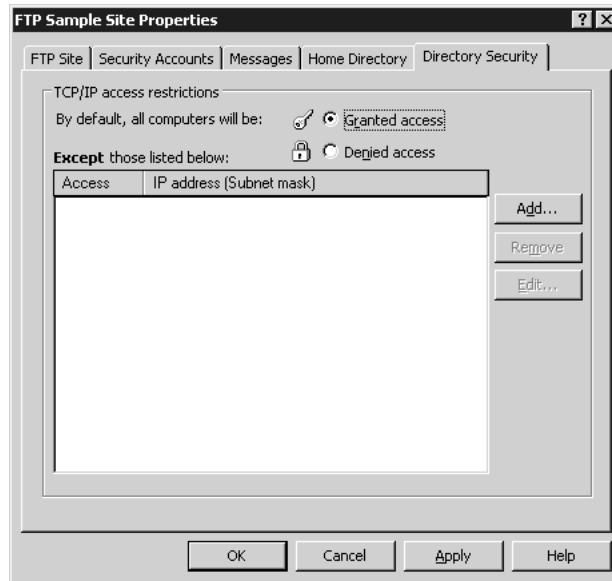 FTP Sample Site Properties
? X
FTP Site Security Accounts Messages Home Directory Directory Security
TCP/IP access restrictions
By default, all computers will be: Granted access
Denied access
Except those listed below:
Access IP address (Subnet mask)
Add...
Remove
Edit...
OK Cancel Apply Help